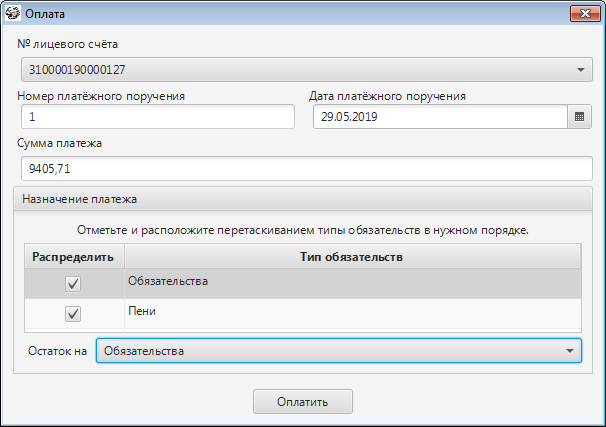 Оплата
№ лицевого счёта
310000190000127
Номер платёжного поручения
Дата платёжного поручения
1
29.05.2019
Сумма платежа
9405,71
Назначение платежа
Отметьте и расположите перетаскиванием типы обязательств в нужном порядке.
Распределить
Тип обязательств
Обязательства
Пени
Остаток на
Обязательства
Оплатить